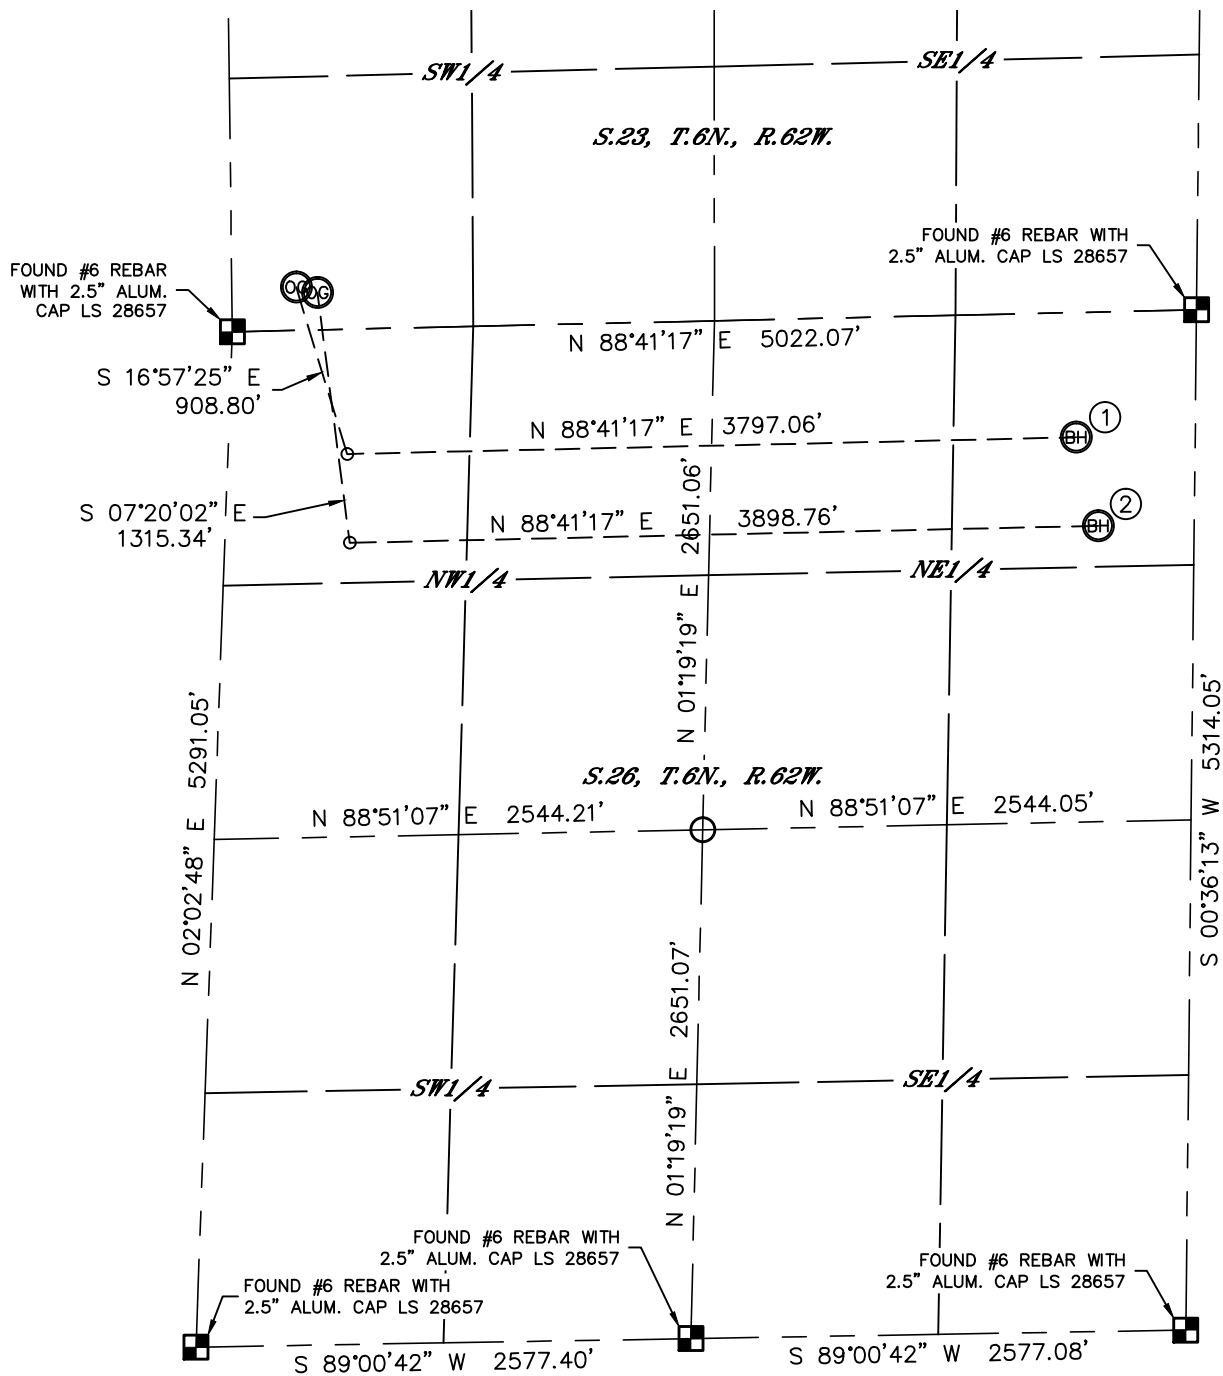 SW1/4
SE1/4
S.23, T.6N., R.62W.
FOUND #6 REBAR
WITH 2.5" ALUM.
CAP LS 28657
FOUND #6 REBAR WITH
2.5" ALUM. CAP LS 28657
OG
OG
N 88°41'17" E 5022.07'
S 16°57'25" E
908.80'
N 88°41'17" E 3797.06'
BH
1
S 07°20'02" E
1315.34'
N 88°41'17" E 3898.76'
BH
2
N 01°19'19" E 2651.06'
NW1/4
NE1/4
N 02°02'48" E 5291.05'
S 00°36'13" W 5314.05'
S.26, T.6N., R.62W.
N 88°51'07" E 2544.21'
N 88°51'07" E 2544.05'
N 01°19'19" E 2651.07'
SW1/4
SE1/4
FOUND #6 REBAR WITH
2.5" ALUM. CAP LS 28657
FOUND #6 REBAR WITH
2.5" ALUM. CAP LS 28657
FOUND #6 REBAR WITH
2.5" ALUM. CAP LS 28657
S 89°00'42" W 2577.40'
S 89°00'42" W 2577.08'